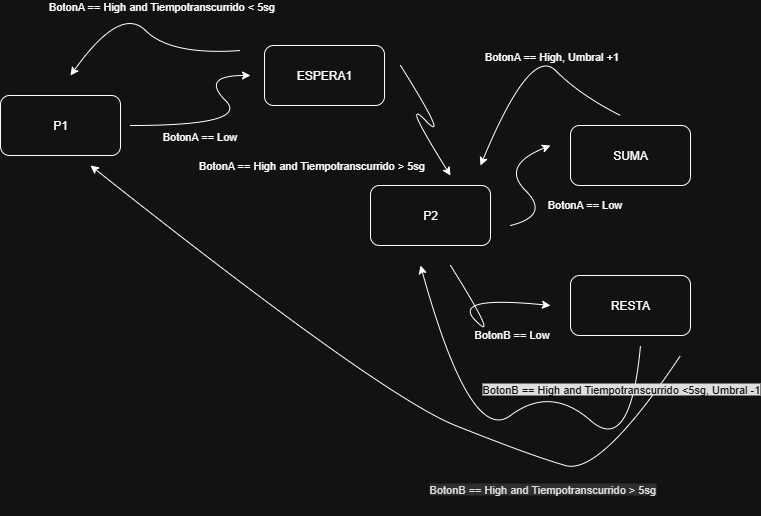 BotonA == High and Tiempotranscurrido < 5sg
BotonA == High, Umbral +1
ESPERA1
P1
BotonA == Low
SUMA
BotonA == High and Tiempotranscurrido > 5sg
BotonA == Low
P2
RESTA
BotonB == Low
BotonB == High and Tiempotranscurrido <5sg, Umbral -1
BotonB == High and Tiempotranscurrido > 5sg